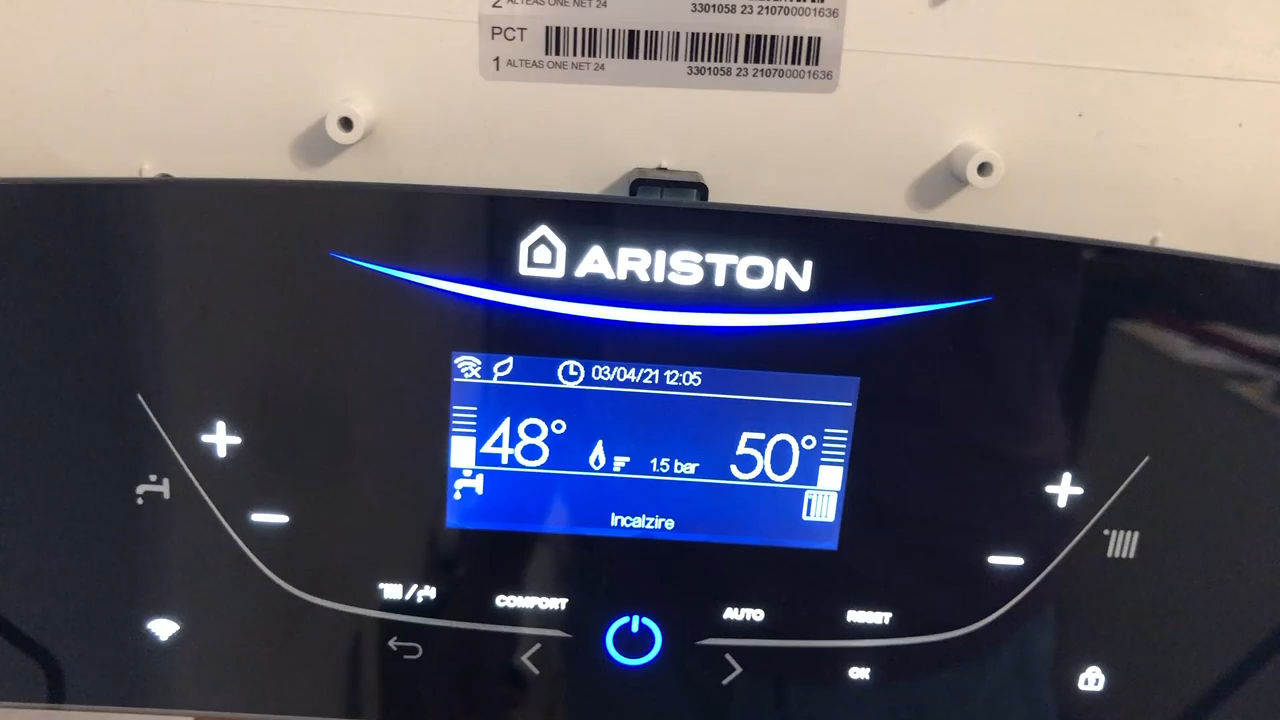 2 ALTEAS ONE NET 24
3301058 23 210700001636
PCT
1 ALTEAS ONE NET 24
3301058 23 210700001636
ARISTON
03/04/21 12:05
48° 1.5 bar 50°
Incalzire
COMFORT AUTO RESET
OK